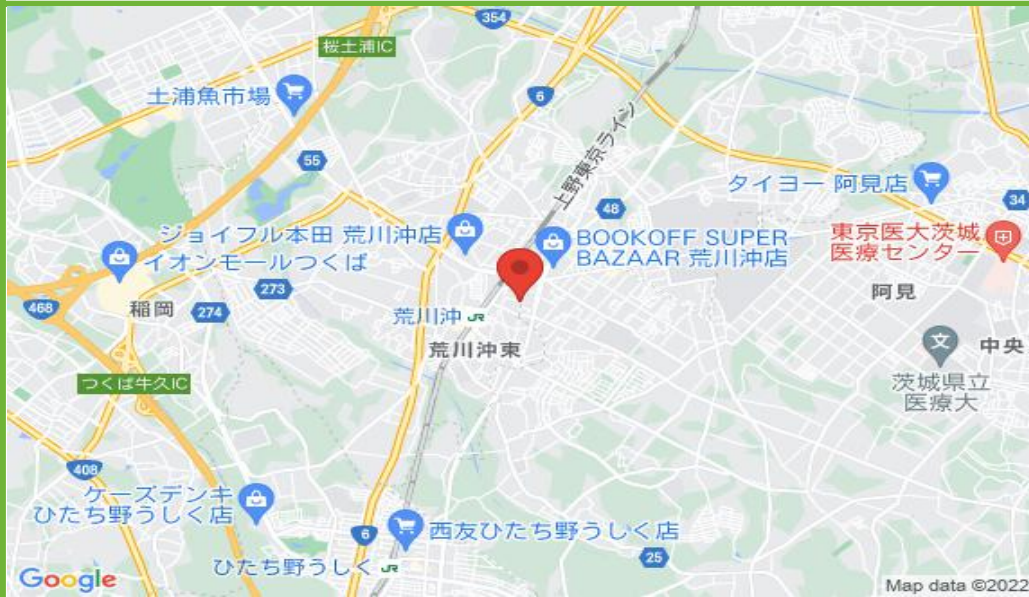 354
桜土浦IC
土浦魚市場
6
上野東京ライン
55
タイヨー 阿見店
34
48
ジョイフル本田 荒川沖店
イオンモールつくば
BOOKOFF SUPER
BAZAAR 荒川沖店
東京医大茨城
医療センター
273
阿見
468
稲岡
274
荒川沖 JR
荒川沖東
中央
つくば牛久IC
茨城県立
医療大
408
ケーズデンキ
ひたち野うしく店
6
西友ひたち野うしく店
25
ひたち野うしく JR
Google
Map data ©2022